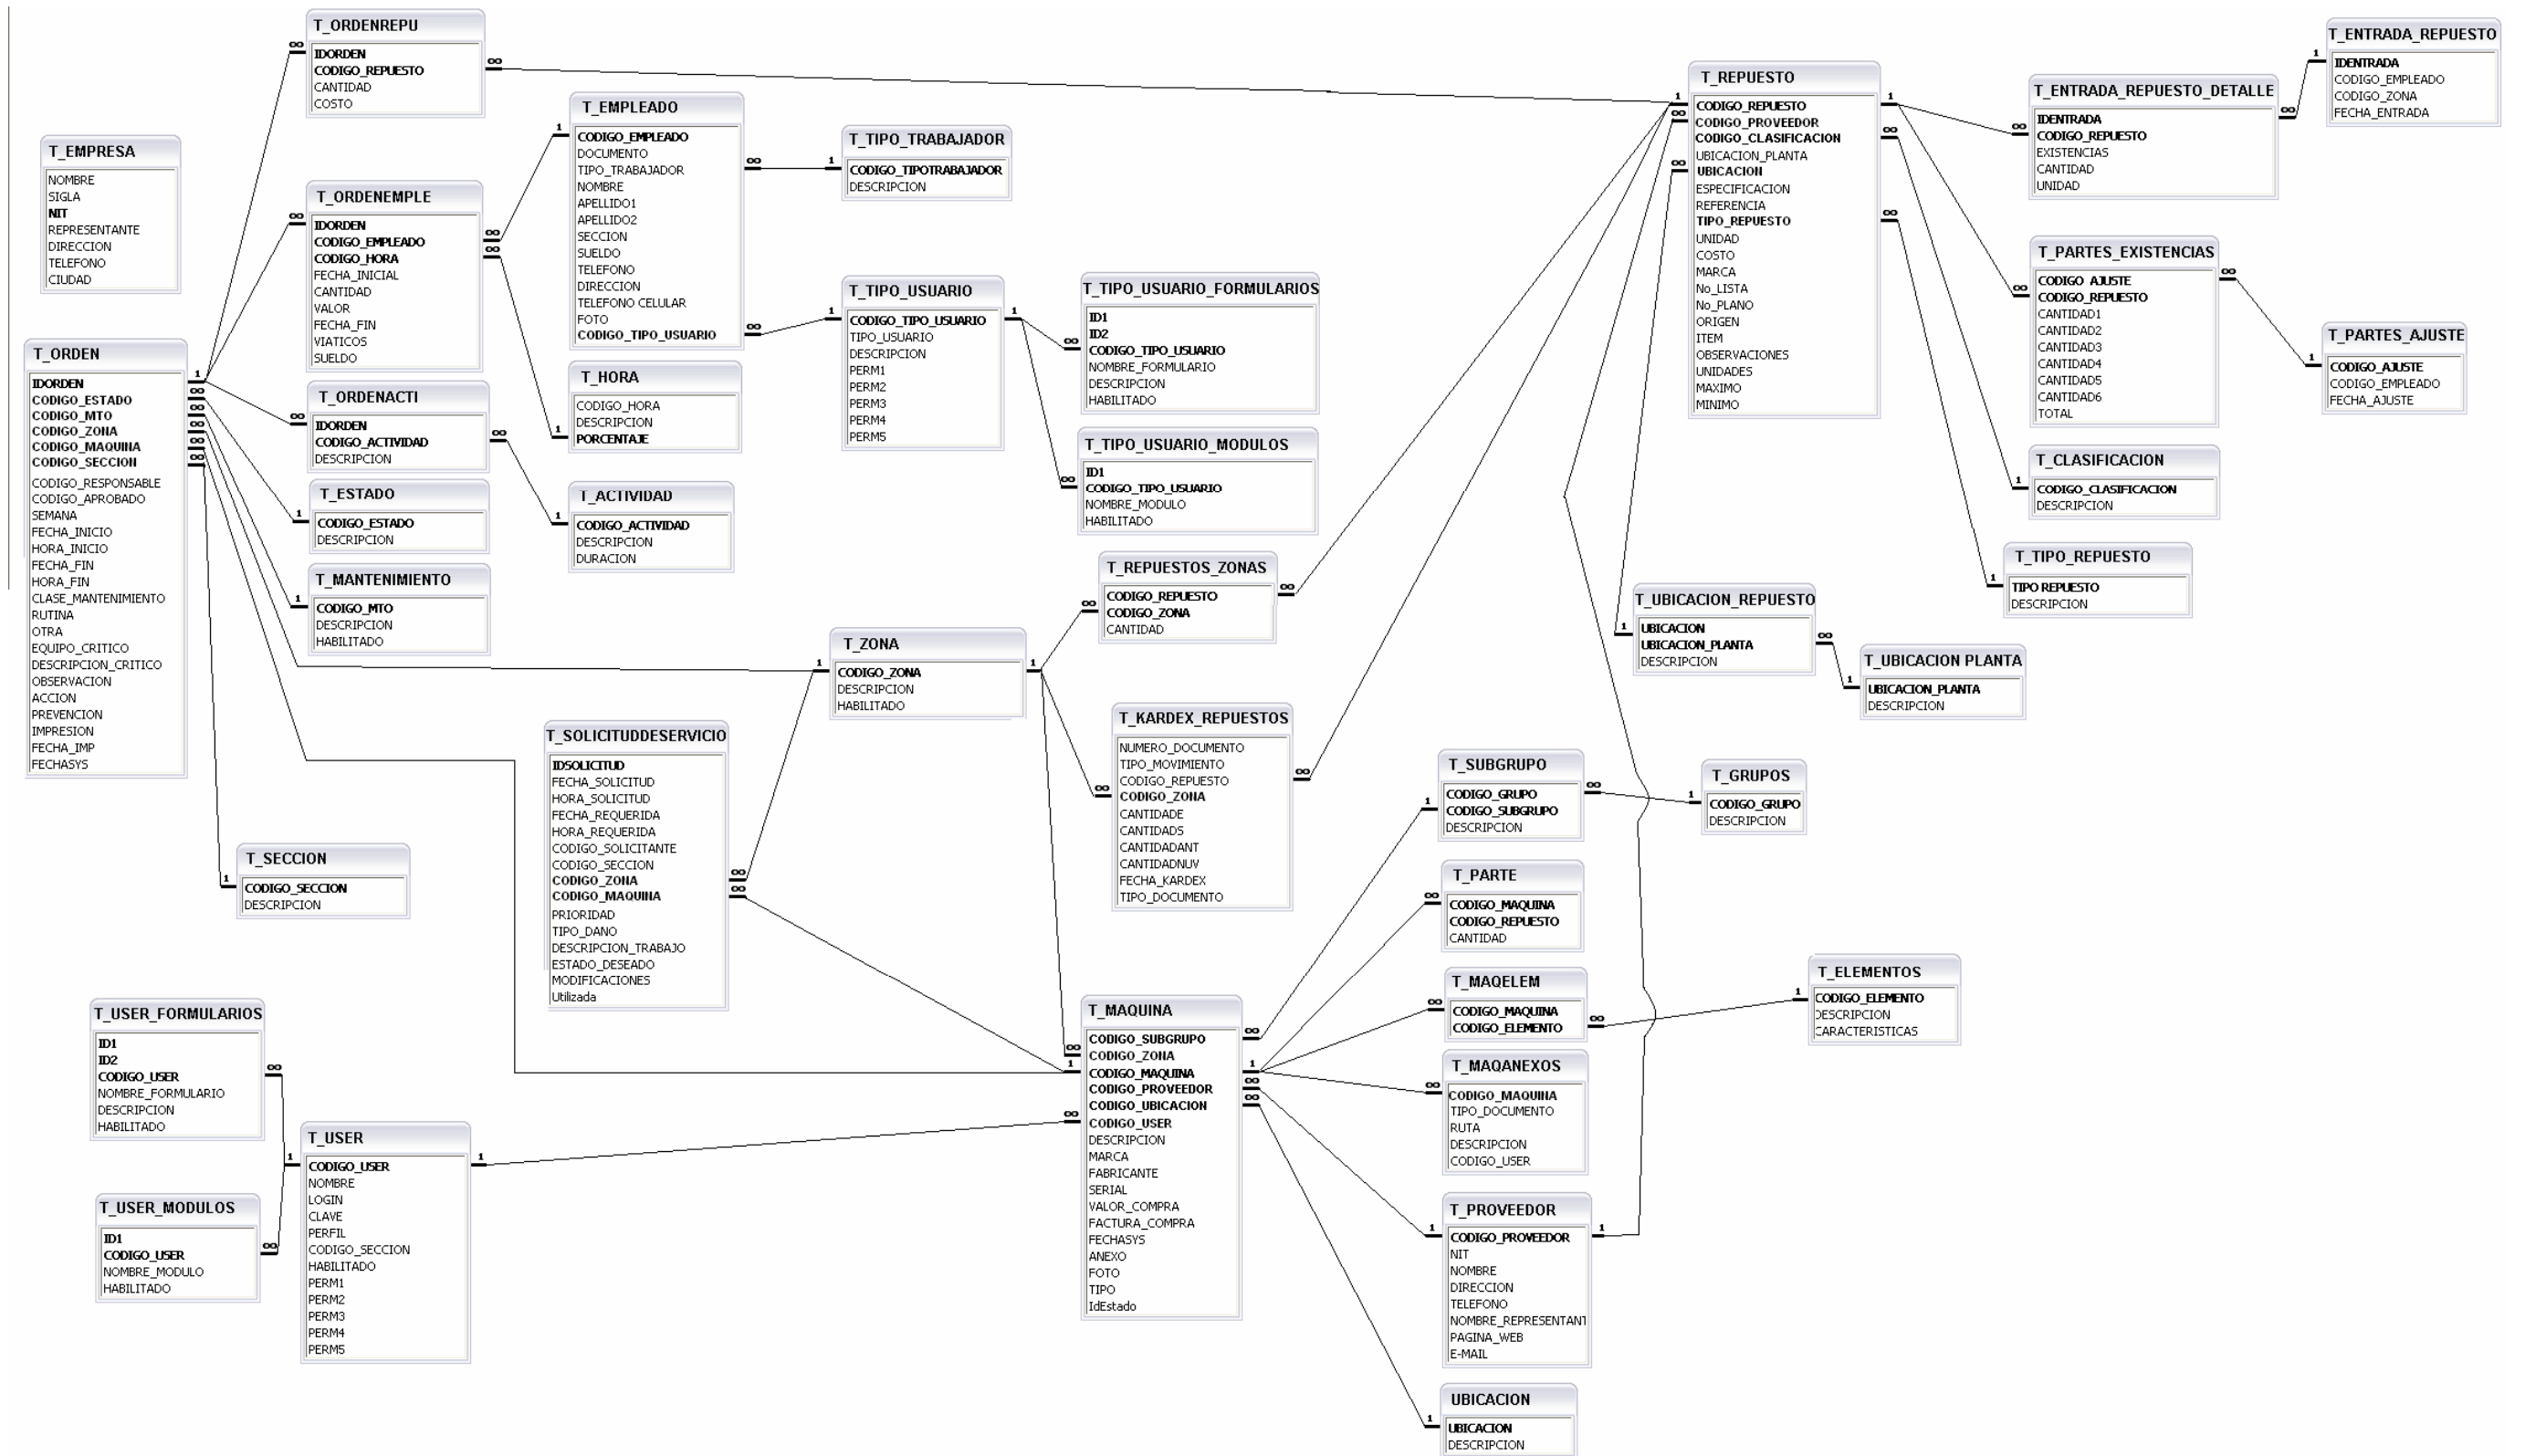 T_ORDENREPU
IDORDEN
CODIGO_REPUESTO
CANTIDAD
COSTO
T_EMPRESA
NOMBRE
SIGLA
NIT
REPRESENTANTE
DIRECCION
TELEFONO
CIUDAD
T_ORDENEMPLE
IDORDEN
CODIGO_EMPLEADO
CODIGO_HORA
FECHA_INICIAL
CANTIDAD
VALOR
FECHA_FIN
VIATICOS
SUELDO
T_EMPLEADO
CODIGO_EMPLEADO
DOCUMENTO
TIPO_TRABAJADOR
NOMBRE
APELLIDO1
APELLIDO2
SECCION
SUELDO
TELEFONO
DIRECCION
TELEFONO CELULAR
FOTO
CODIGO_TIPO_USUARIO
T_TIPO_TRABAJADOR
CODIGO_TIPOTRABAJADOR
DESCRIPCION
T_TIPO_USUARIO
CODIGO_TIPO_USUARIO
TIPO_USUARIO
DESCRIPCION
PERM1
PERM2
PERM3
PERM4
PERM5
T_TIPO_USUARIO_FORMULARIOS
ID1
ID2
CODIGO_TIPO_USUARIO
NOMBRE_FORMULARIO
DESCRIPCION
HABILITADO
T_TIPO_USUARIO_MODULOS
ID1
CODIGO_TIPO_USUARIO
NOMBRE_MODULO
HABILITADO
T_REPUESTO
CODIGO_REPUESTO
CODIGO_PROVEEDOR
CODIGO_CLASIFICACION
UBICACION_PLANTA
UBICACION
ESPECIFICACION
REFERENCIA
TIPO_REPUESTO
UNIDAD
COSTO
MARCA
No_LISTA
No_PLANO
ORIGEN
ITEM
OBSERVACIONES
UNIDADES
MAXIMO
MINIMO
T_ENTRADA_REPUESTO_DETALLE
IDENTRADA
CODIGO_REPUESTO
EXISTENCIAS
CANTIDAD
UNIDAD
T_ENTRADA_REPUESTO
IDENTRADA
CODIGO_EMPLEADO
CODIGO_ZONA
FECHA_ENTRADA
T_PARTES_EXISTENCIAS
CODIGO_AJUSTE
CODIGO_REPUESTO
CANTIDAD1
CANTIDAD2
CANTIDAD3
CANTIDAD4
CANTIDAD5
CANTIDAD6
TOTAL
T_PARTES_AJUSTE
CODIGO_AJUSTE
CODIGO_EMPLEADO
FECHA_AJUSTE
T_CLASIFICACION
CODIGO_CLASIFICACION
DESCRIPCION
T_TIPO_REPUESTO
TIPO REPUESTO
DESCRIPCION
T_UBICACION_REPUESTO
UBICACION
UBICACION_PLANTA
DESCRIPCION
T_UBICACION PLANTA
UBICACION_PLANTA
DESCRIPCION
T_ORDEN
IDORDEN
CODIGO_ESTADO
CODIGO_MTO
CODIGO_ZONA
CODIGO_MAQUINA
CODIGO_SECCION
CODIGO_RESPONSABLE
CODIGO_APROBADO
SEMANA
FECHA_INICIO
HORA_INICIO
FECHA_FIN
HORA_FIN
CLASE_MANTENIMIENTO
RUTINA
OTRA
EQUIPO_CRITICO
DESCRIPCION_CRITICO
OBSERVACION
ACCION
PREVENCION
IMPRESION
FECHA_IMP
FECHASYS
T_ORDENACTI
IDORDEN
CODIGO_ACTIVIDAD
DESCRIPCION
T_HORA
CODIGO_HORA
DESCRIPCION
PORCENTAJE
T_ESTADO
CODIGO_ESTADO
DESCRIPCION
T_ACTIVIDAD
CODIGO_ACTIVIDAD
DESCRIPCION
DURACION
T_MANTENIMIENTO
CODIGO_MTO
DESCRIPCION
HABILITADO
T_ZONA
CODIGO_ZONA
DESCRIPCION
HABILITADO
T_REPUESTOS_ZONAS
CODIGO_REPUESTO
CODIGO_ZONA
CANTIDAD
T_KARDEX_REPUESTOS
NUMERO_DOCUMENTO
TIPO_MOVIMIENTO
CODIGO_REPUESTO
CODIGO_ZONA
CANTIDADE
CANTIDADS
CANTIDADANT
CANTIDADNUV
FECHA_KARDEX
TIPO_DOCUMENTO
T_SOLICITUDDESERVICIO
IDSOLICITUD
FECHA_SOLICITUD
HORA_SOLICITUD
FECHA_REQUERIDA
HORA_REQUERIDA
CODIGO_SOLICITANTE
CODIGO_SECCION
CODIGO_ZONA
CODIGO_MAQUINA
PRIORIDAD
TIPO_DANO
DESCRIPCION_TRABAJO
ESTADO_DESEADO
MODIFICACIONES
Utilizada
T_SECCION
CODIGO_SECCION
DESCRIPCION
T_SUBGRUPO
CODIGO_GRUPO
CODIGO_SUBGRUPO
DESCRIPCION
T_GRUPOS
CODIGO_GRUPO
DESCRIPCION
T_PARTE
CODIGO_MAQUINA
CODIGO_REPUESTO
CANTIDAD
T_MAQELEM
CODIGO_MAQUINA
CODIGO_ELEMENTO
T_ELEMENTOS
CODIGO_ELEMENTO
DESCRIPCION
CARACTERISTICAS
T_MAQANEXOS
CODIGO_MAQUINA
TIPO_DOCUMENTO
RUTA
DESCRIPCION
CODIGO_USER
T_MAQUINA
CODIGO_SUBGRUPO
CODIGO_ZONA
CODIGO_MAQUINA
CODIGO_PROVEEDOR
CODIGO_UBICACION
CODIGO_USER
DESCRIPCION
MARCA
FABRICANTE
SERIAL
VALOR_COMPRA
FACTURA_COMPRA
FECHASYS
ANEXO
FOTO
TIPO
IdEstado
T_PROVEEDOR
CODIGO_PROVEEDOR
NIT
NOMBRE
DIRECCION
TELEFONO
NOMBRE_REPRESENTANT
PAGINA_WEB
E-MAIL
UBICACION
UBICACION
DESCRIPCION
T_USER_FORMULARIOS
ID1
ID2
CODIGO_USER
NOMBRE_FORMULARIO
DESCRIPCION
HABILITADO
T_USER_MODULOS
ID1
CODIGO_USER
NOMBRE_MODULO
HABILITADO
T_USER
CODIGO_USER
NOMBRE
LOGIN
CLAVE
PERFIL
CODIGO_SECCION
HABILITADO
PERM1
PERM2
PERM3
PERM4
PERM5